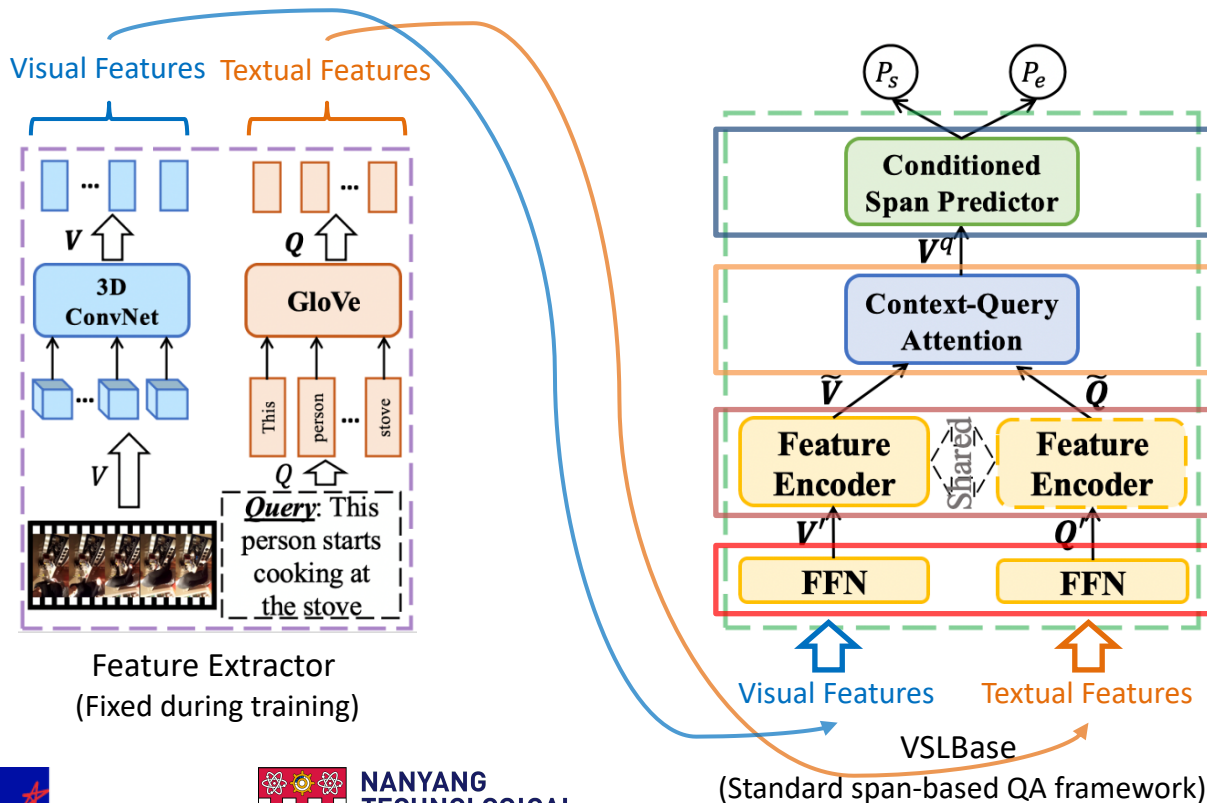 Visual Features
Textual Features
...
...
V
Q
3D
ConvNet
GloVe
...
This
person
...
stove
V
Q
Query: This
person starts
cooking at
the stove
Feature Extractor
(Fixed during training)
P_s
P_e
Conditioned
Span Predictor
V^q
Context-Query
Attention
Ṽ
Q̃
Feature
Encoder
Shared
Feature
Encoder
V′
Q′
FFN
FFN
Visual Features
Textual Features
VSLBase
(Standard span-based QA framework)
NANYANG
TECHNOLOGICAL